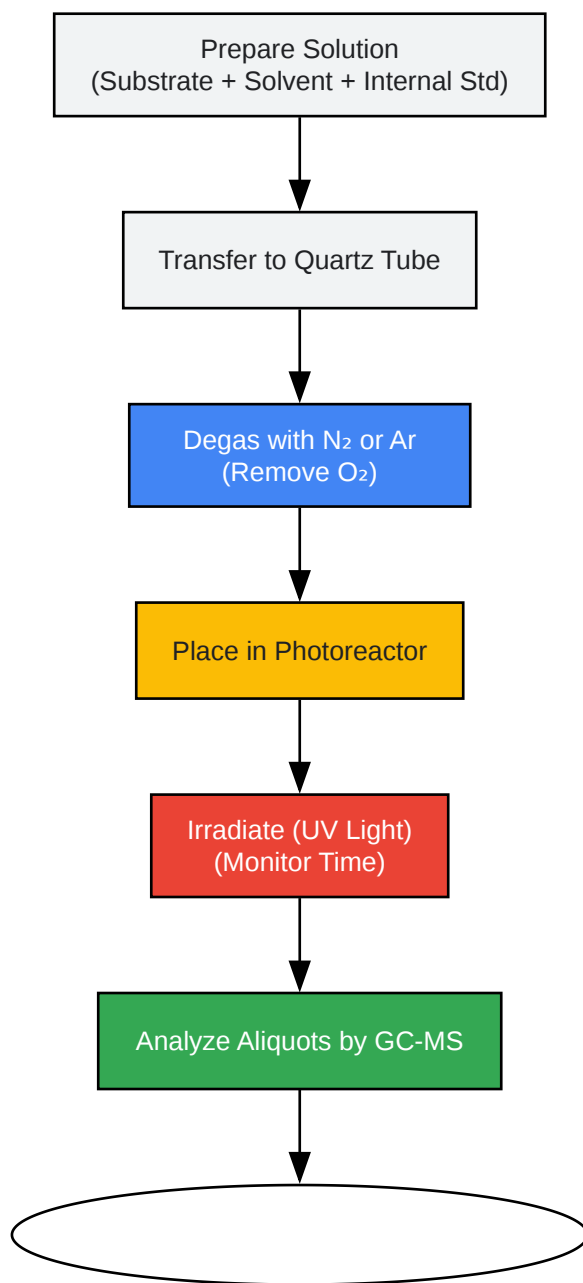 Prepare Solution
(Substrate + Solvent + Internal Std)
Transfer to Quartz Tube
Degas with N₂ or Ar
(Remove O₂)
Place in Photoreactor
Irradiate (UV Light)
(Monitor Time)
Analyze Aliquots by GC-MS